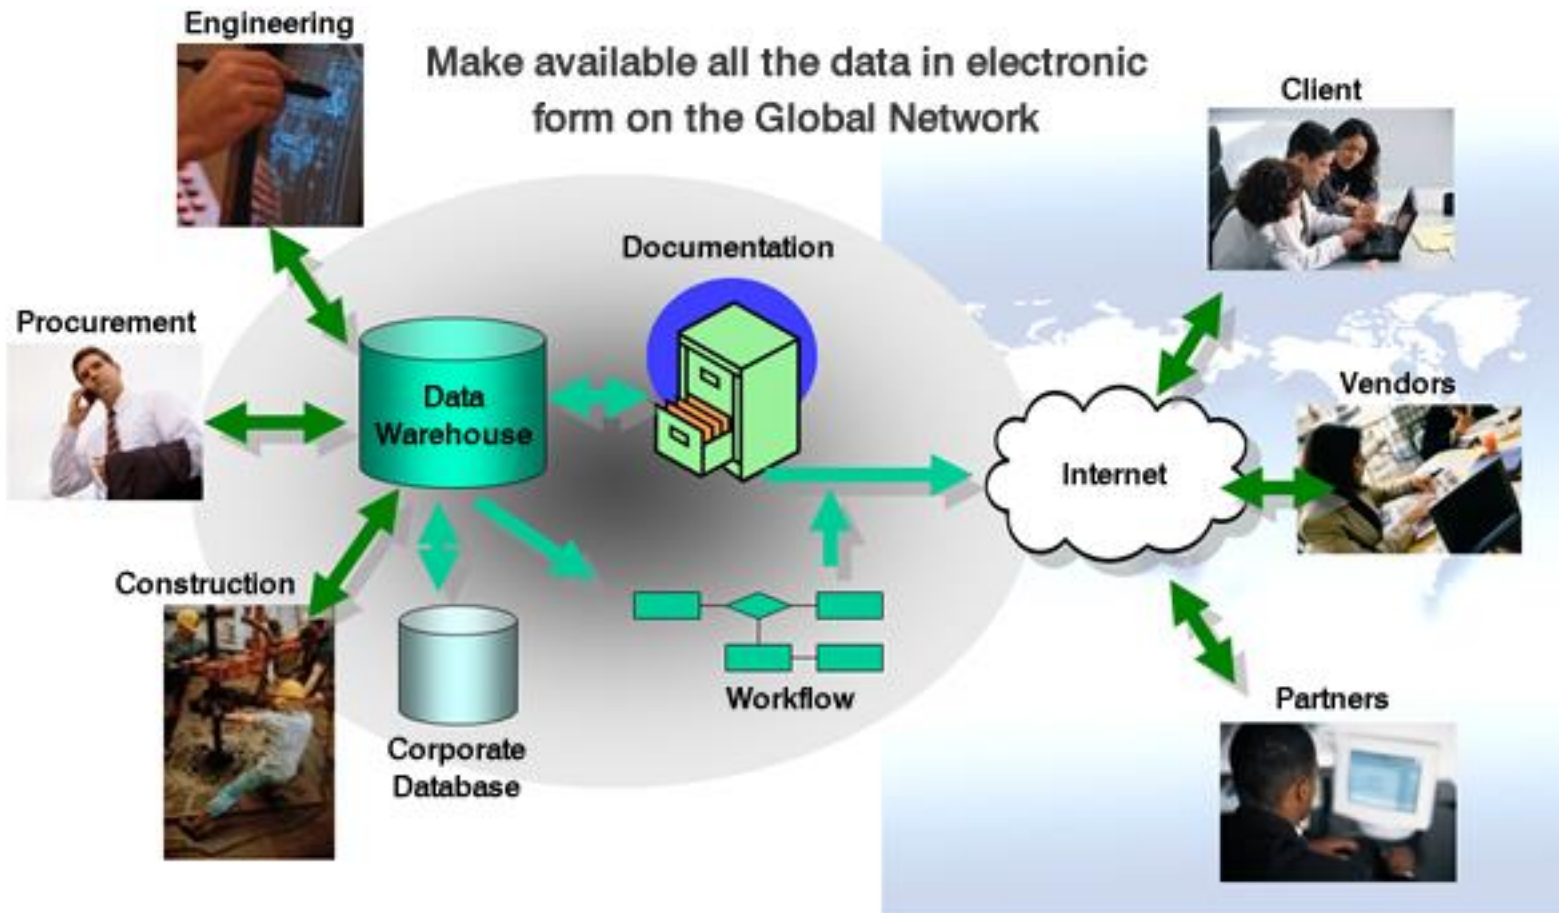 Engineering
Make available all the data in electronic
form on the Global Network
Client
Documentation
Procurement
Data
Warehouse
Vendors
Internet
Construction
Workflow
Partners
Corporate
Database